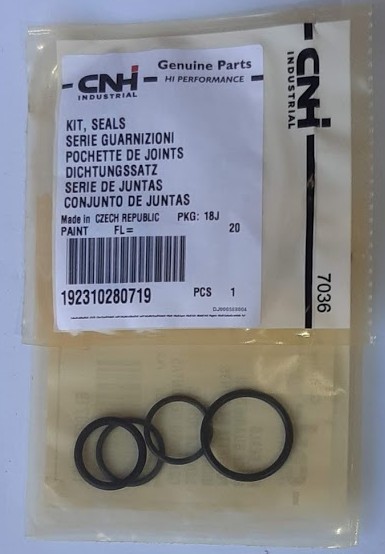 CNH
INDUSTRIAL
Genuine Parts
HI PERFORMANCE
KIT, SEALS
SERIE GUARNIZIONI
POCHETTE DE JOINTS
DICHTUNGSSATZ
SERIE DE JUNTAS
CONJUNTO DE JUNTAS
Made in CZECH REPUBLIC PKG: 18J
PAINT FL= 20
192310280719 PCS 1
CNH
INDUSTRIAL
7036